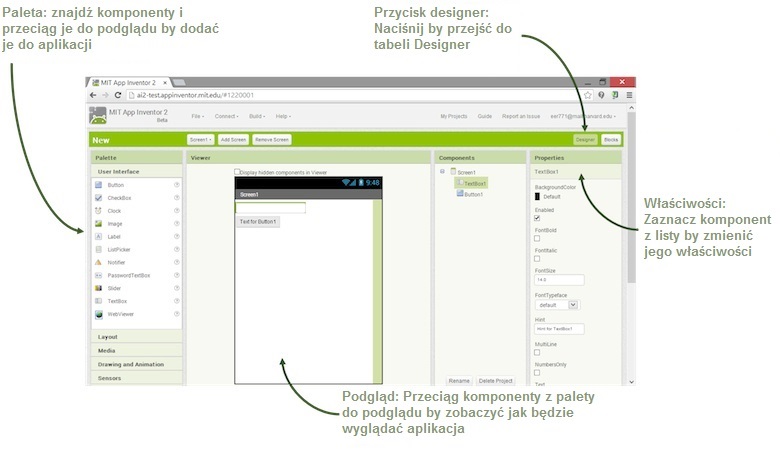 Paleta: znajdź komponenty i
przeciąg je do podglądu by dodać
je do aplikacji
Przycisk designer:
Naciśnij by przejść do
tabeli Designer
MIT App Inventor 2
ai2-test.appinventor.mit.edu/#1220001
MIT App Inventor 2
Beta
File Connect Build Help
My Projects Guide Report an Issue
New
Screen1 Add Screen Remove Screen
Designer Blocks
Palette Viewer Components Properties
User Interface
Button
CheckBox
Clock
Image
Label
ListPicker
Notifier
PasswordTextBox
Slider
TextBox
WebViewer
Layout
Media
Drawing and Animation
Sensors
Display hidden components in Viewer
9:48
Screen1
Text for Button1
Screen1
TextBox1
Button1
Rename Delete Project
TextBox1
BackgroundColor
Default
Enabled
FontBold
FontItalic
FontSize
14.0
FontTypeface
default
Hint
Hint for TextBox1
MultiLine
NumbersOnly
Text
Właściwości:
Zaznacz komponent
z listy by zmienić
jego właściwości
Podgląd: Przeciąg komponenty z palety
do podglądu by zobaczyć jak będzie
wyglądać aplikacja